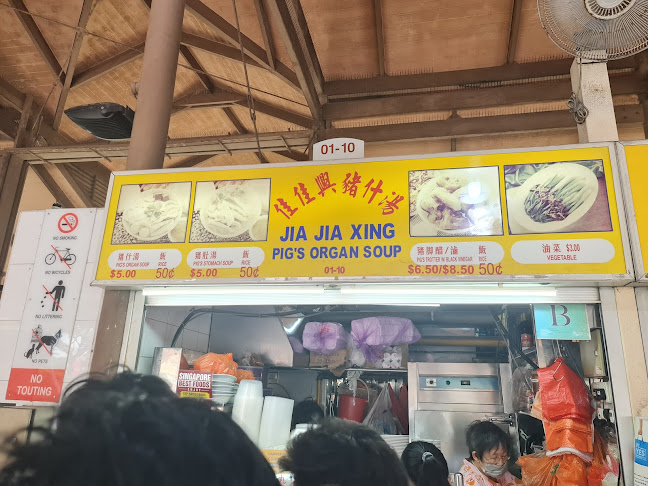 01-10
佳佳興豬什湯
JIA JIA XING
PIG'S ORGAN SOUP
01-10
豬什湯 飯
PIG'S ORGAN SOUP RICE
$5.00 50¢
豬肚湯 飯
PIG'S STOMACH SOUP RICE
$5.00 50¢
豬脚醋/滷 飯
PIG'S TROTTER W BLACK VINEGAR RICE
$6.50/$8.50 50¢
油菜 $3.00
VEGETABLE
NO SMOKING
NO BICYCLES
NO LITTERING
NO PETS
NO TOUTING
SINGAPORE
BEST FOODS
B